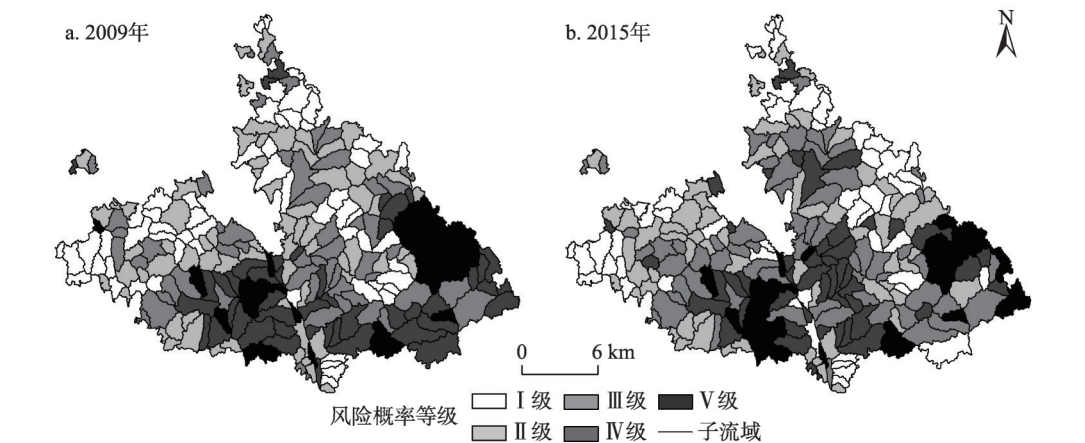 a. 2009年
b. 2015年
N
0 6 km
风险概率等级
Ⅰ级 Ⅲ级 Ⅴ级
Ⅱ级 Ⅳ级 子流域